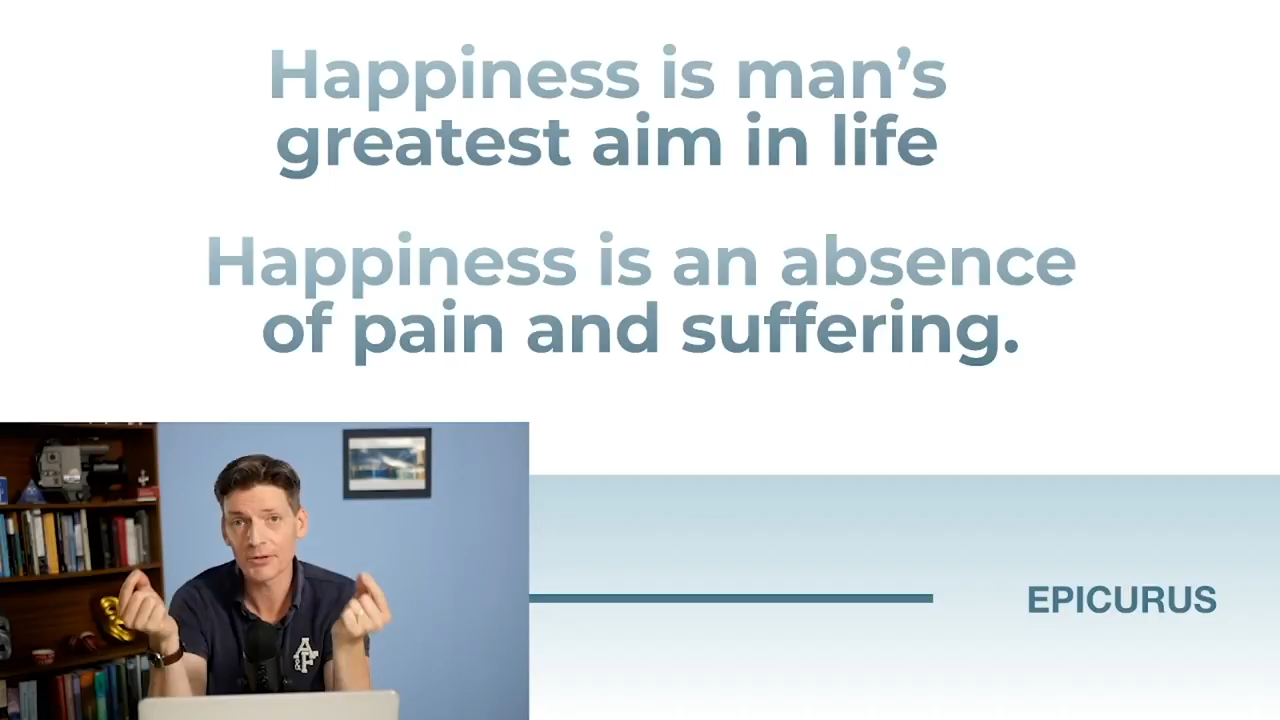 Happiness is man’s
greatest aim in life
Happiness is an absence
of pain and suffering.
EPICURUS
A&F